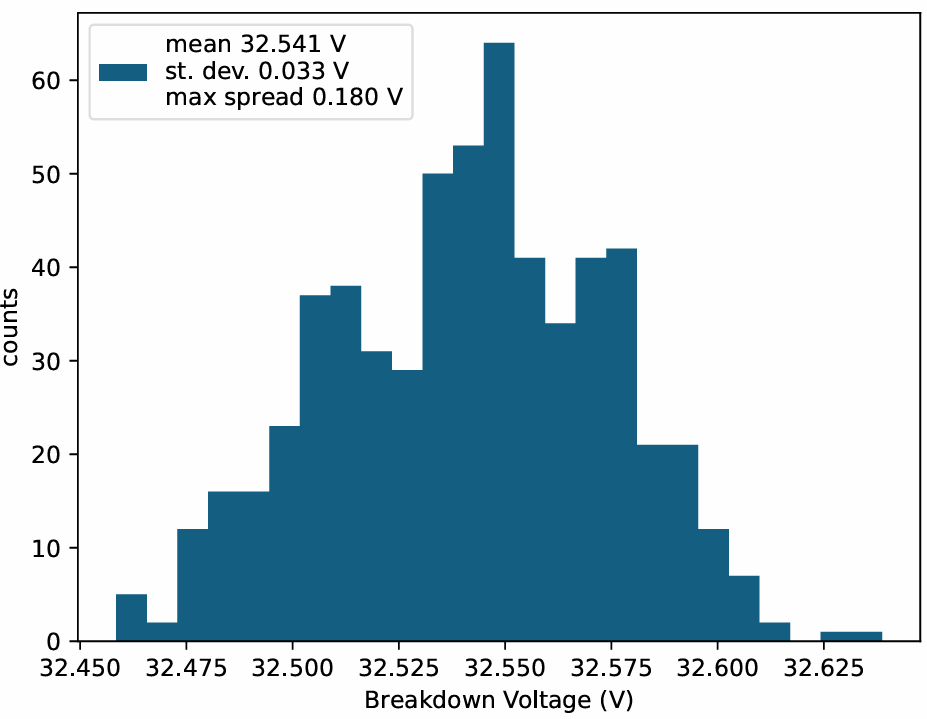 mean 32.541 V
st. dev. 0.033 V
max spread 0.180 V
60
50
40
30
20
10
0
counts
32.450 32.475 32.500 32.525 32.550 32.575 32.600 32.625
Breakdown Voltage (V)